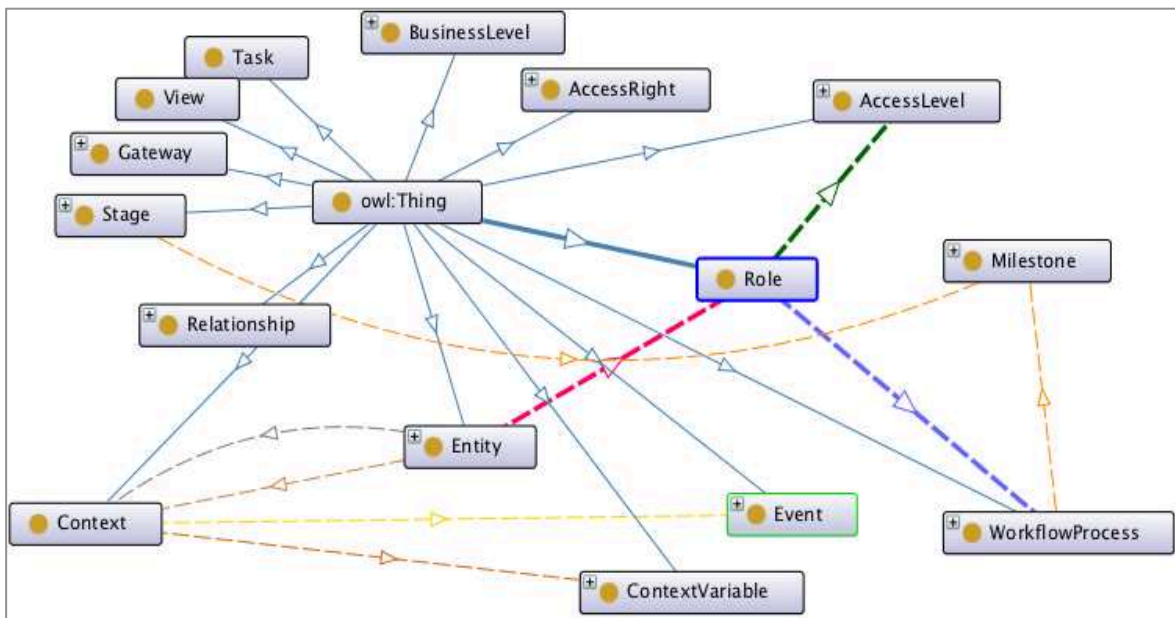 BusinessLevel
Task
AccessRight
View
AccessLevel
Gateway
owl:Thing
Stage
Milestone
Role
Relationship
Entity
Context
Event
WorkflowProcess
ContextVariable